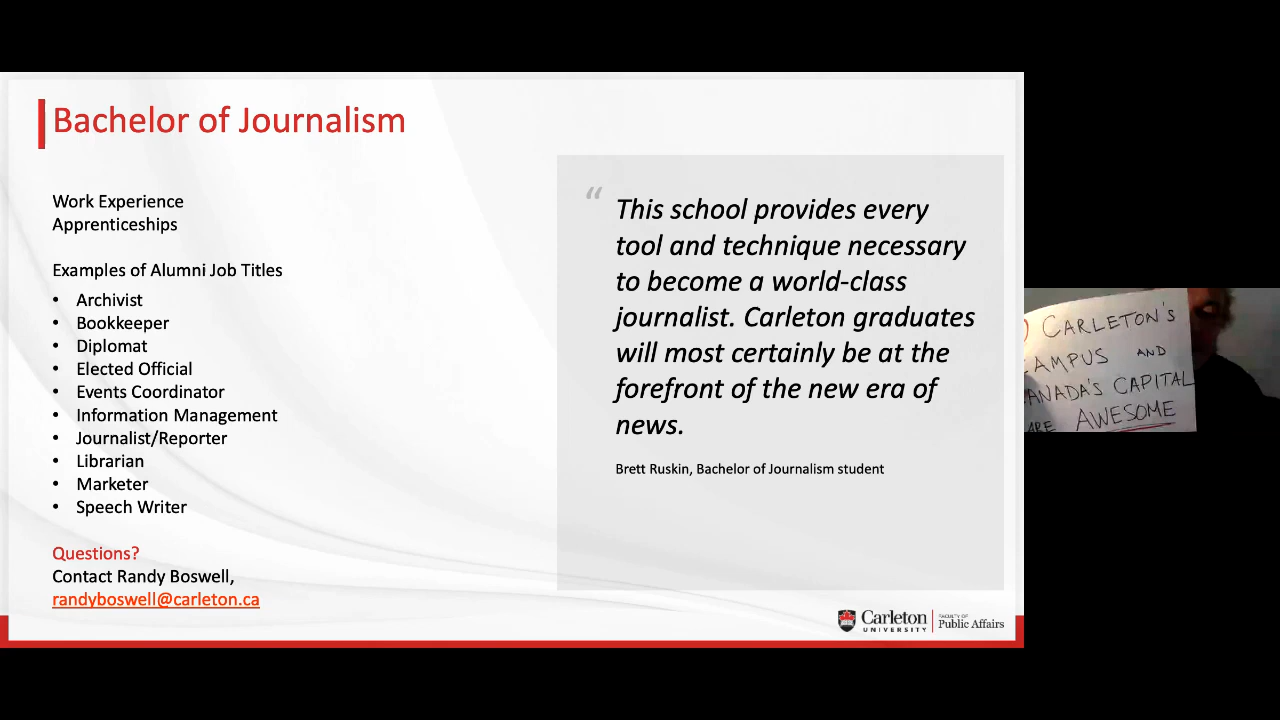 Bachelor of Journalism
Work Experience
Apprenticeships
Examples of Alumni Job Titles
• Archivist
• Bookkeeper
• Diplomat
• Elected Official
• Events Coordinator
• Information Management
• Journalist/Reporter
• Librarian
• Marketer
• Speech Writer
Questions?
Contact Randy Boswell,
randyboswell@carleton.ca
“ This school provides every
tool and technique necessary
to become a world-class
journalist. Carleton graduates
will most certainly be at the
forefront of the new era of
news.
Brett Ruskin, Bachelor of Journalism student
Carleton
UNIVERSITY
FACULTY OF
Public Affairs
) CARLETON'S
AMPUS AND
ANADA'S CAPITAL
ARE AWESOME